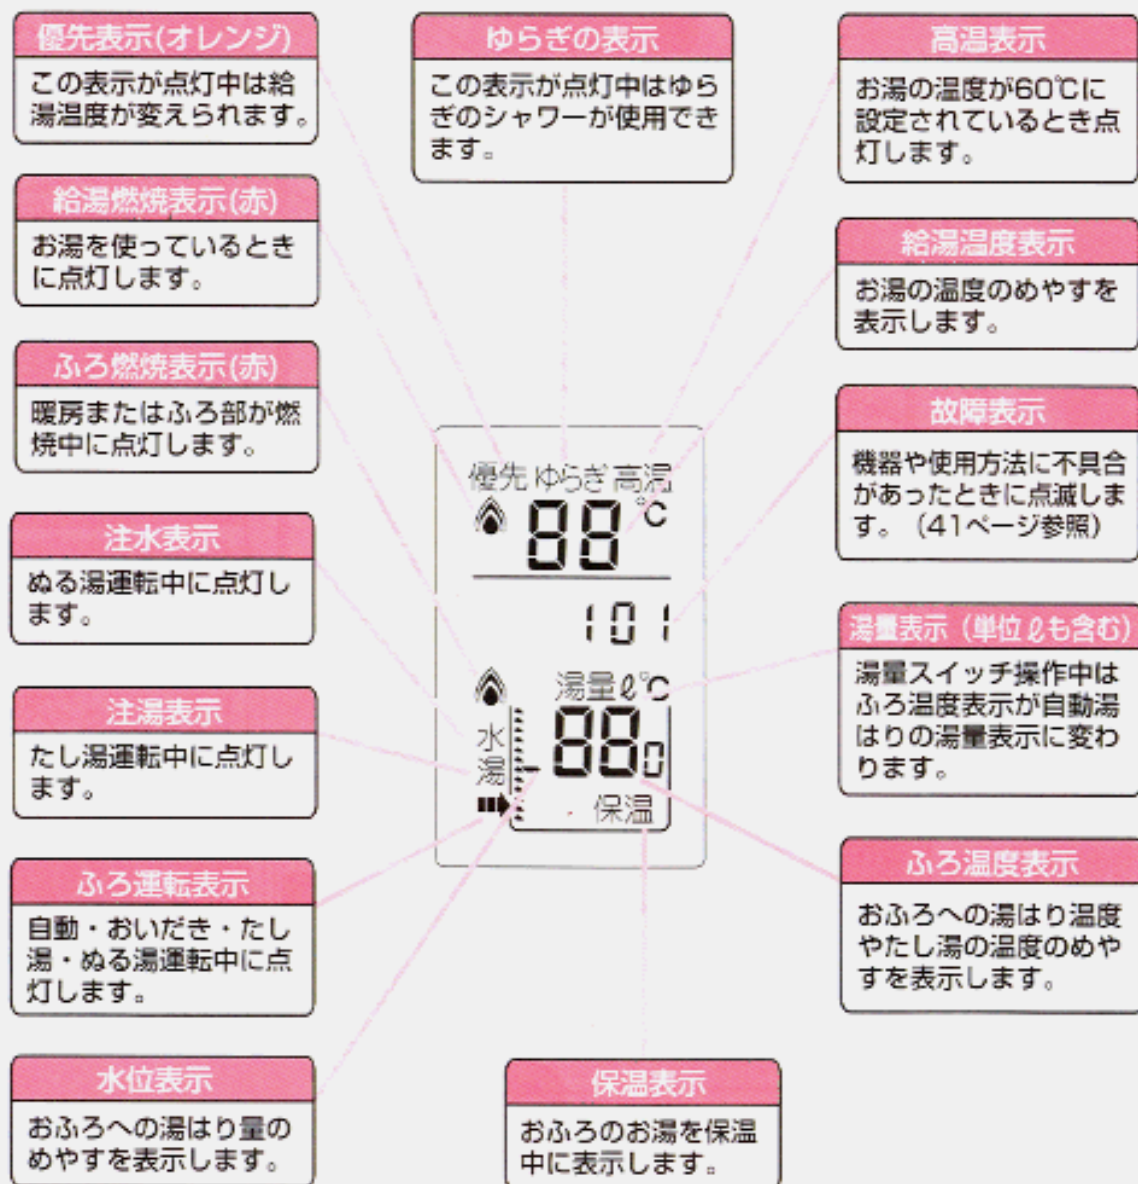 優先表示(オレンジ)
この表示が点灯中は給
湯温度が変えられます。
ゆらぎの表示
この表示が点灯中はゆら
ぎのシャワーが使用でき
ます。
高温表示
お湯の温度が60℃に
設定されているとき点
灯します。
給湯燃焼表示(赤)
お湯を使っているとき
に点灯します。
給湯温度表示
お湯の温度のめやすを
表示します。
ふろ燃焼表示(赤)
暖房またはふろ部が燃
焼中に点灯します。
故障表示
機器や使用方法に不具合
があったときに点滅しま
す。（41ページ参照）
注水表示
ぬる湯運転中に点灯し
ます。
優先 ゆらぎ 高温
88 ℃
101
湯量 ℓ ℃
水
湯
880
保温
湯量表示（単位ℓも含む）
湯量スイッチ操作中は
ふろ温度表示が自動湯
はりの湯量表示に変わ
ります。
注湯表示
たし湯運転中に点灯し
ます。
ふろ運転表示
自動・おいだき・たし
湯・ぬる湯運転中に点
灯します。
ふろ温度表示
おふろへの湯はり温度
やたし湯の温度のめや
すを表示します。
水位表示
おふろへの湯はり量の
めやすを表示します。
保温表示
おふろのお湯を保温
中に表示します。